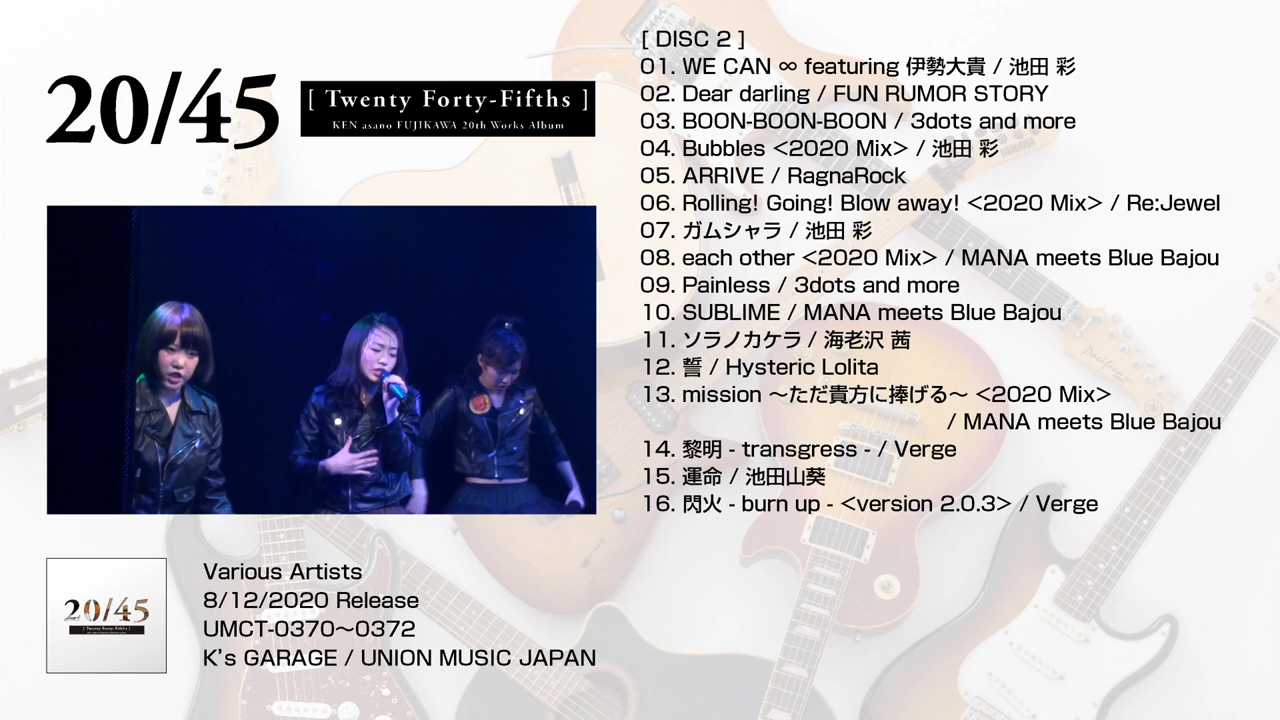 20/45
[ Twenty Forty-Fifths ]
KEN asano FUJIKAWA 20th Works Album
[ DISC 2 ]
01. WE CAN ∞ featuring 伊勢大貴 / 池田 彩
02. Dear darling / FUN RUMOR STORY
03. BOON-BOON-BOON / 3dots and more
04. Bubbles <2020 Mix> / 池田 彩
05. ARRIVE / RagnaRock
06. Rolling! Going! Blow away! <2020 Mix> / Re:Jewel
07. ガムシャラ / 池田 彩
08. each other <2020 Mix> / MANA meets Blue Bajou
09. Painless / 3dots and more
10. SUBLIME / MANA meets Blue Bajou
11. ソラノカケラ / 海老沢 茜
12. 誓 / Hysteric Lolita
13. mission 〜ただ貴方に捧げる〜 <2020 Mix>
/ MANA meets Blue Bajou
14. 黎明 - transgress - / Verge
15. 運命 / 池田山葵
16. 閃火 - burn up - <version 2.0.3> / Verge
20/45
[ Twenty Forty-Fifths ]
Various Artists
8/12/2020 Release
UMCT-0370〜0372
K's GARAGE / UNION MUSIC JAPAN